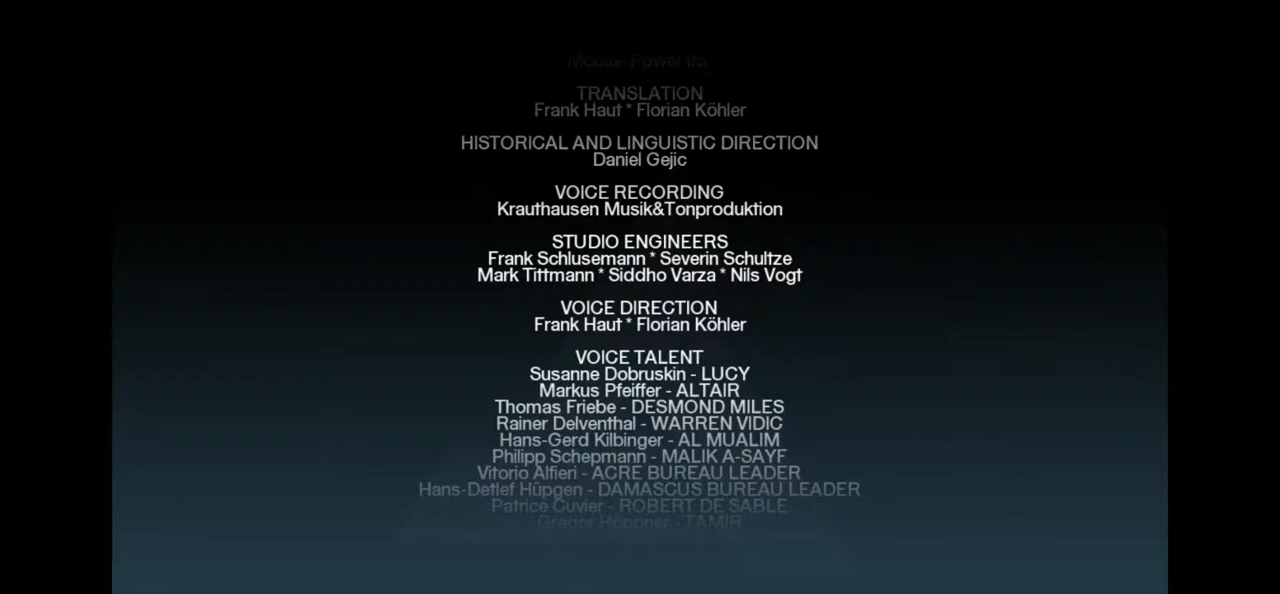 TRANSLATION
Frank Haut * Florian Köhler
HISTORICAL AND LINGUISTIC DIRECTION
Daniel Gejic
VOICE RECORDING
Krauthausen Musik&Tonproduktion
STUDIO ENGINEERS
Frank Schlusemann * Severin Schultze
Mark Tittmann * Siddho Varza * Nils Vogt
VOICE DIRECTION
Frank Haut * Florian Köhler
VOICE TALENT
Susanne Dobruskin - LUCY
Markus Pfeiffer - ALTAIR
Thomas Friebe - DESMOND MILES
Rainer Delventhal - WARREN VIDIC
Hans-Gerd Kilbinger - AL MUALIM
Philipp Schepmann - MALIK A-SAYF
Vitorio Alfieri - ACRE BUREAU LEADER
Hans-Detlef Hüpgen - DAMASCUS BUREAU LEADER
Patrice Cuvier - ROBERT DE SABLE
Gregor Höppner - TAMIR